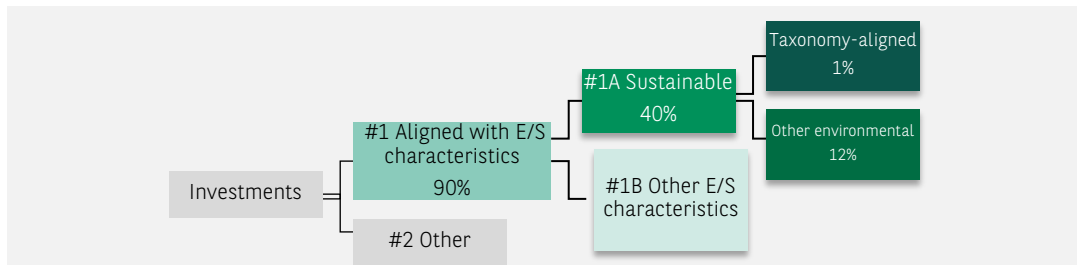 Investments
#1 Aligned with E/S
characteristics
90%
#2 Other
#1A Sustainable
40%
#1B Other E/S
characteristics
Taxonomy-aligned
1%
Other environmental
12%